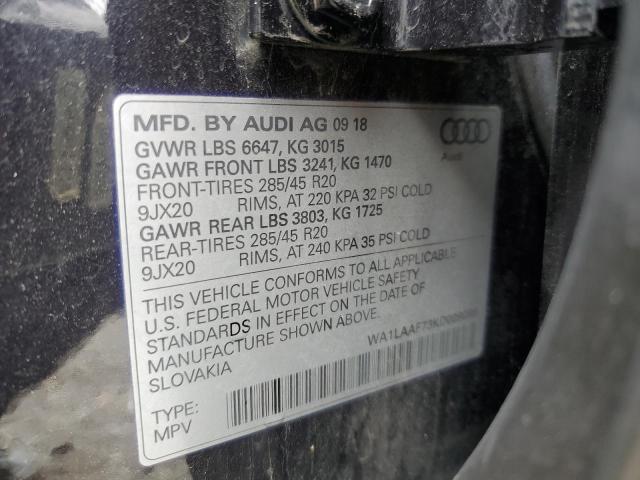 MFD. BY AUDI AG 09 18
GVWR LBS 6647, KG 3015
GAWR FRONT LBS 3241, KG 1470
FRONT-TIRES 285/45 R20
9JX20 RIMS, AT 220 KPA 32 PSI COLD
GAWR REAR LBS 3803, KG 1725
REAR-TIRES 285/45 R20
9JX20 RIMS, AT 240 KPA 35 PSI COLD
THIS VEHICLE CONFORMS TO ALL APPLICABLE
U.S. FEDERAL MOTOR VEHICLE SAFETY
STANDARDS IN EFFECT ON THE DATE OF
MANUFACTURE SHOWN ABOVE.
SLOVAKIA
TYPE:
MPV
Audi